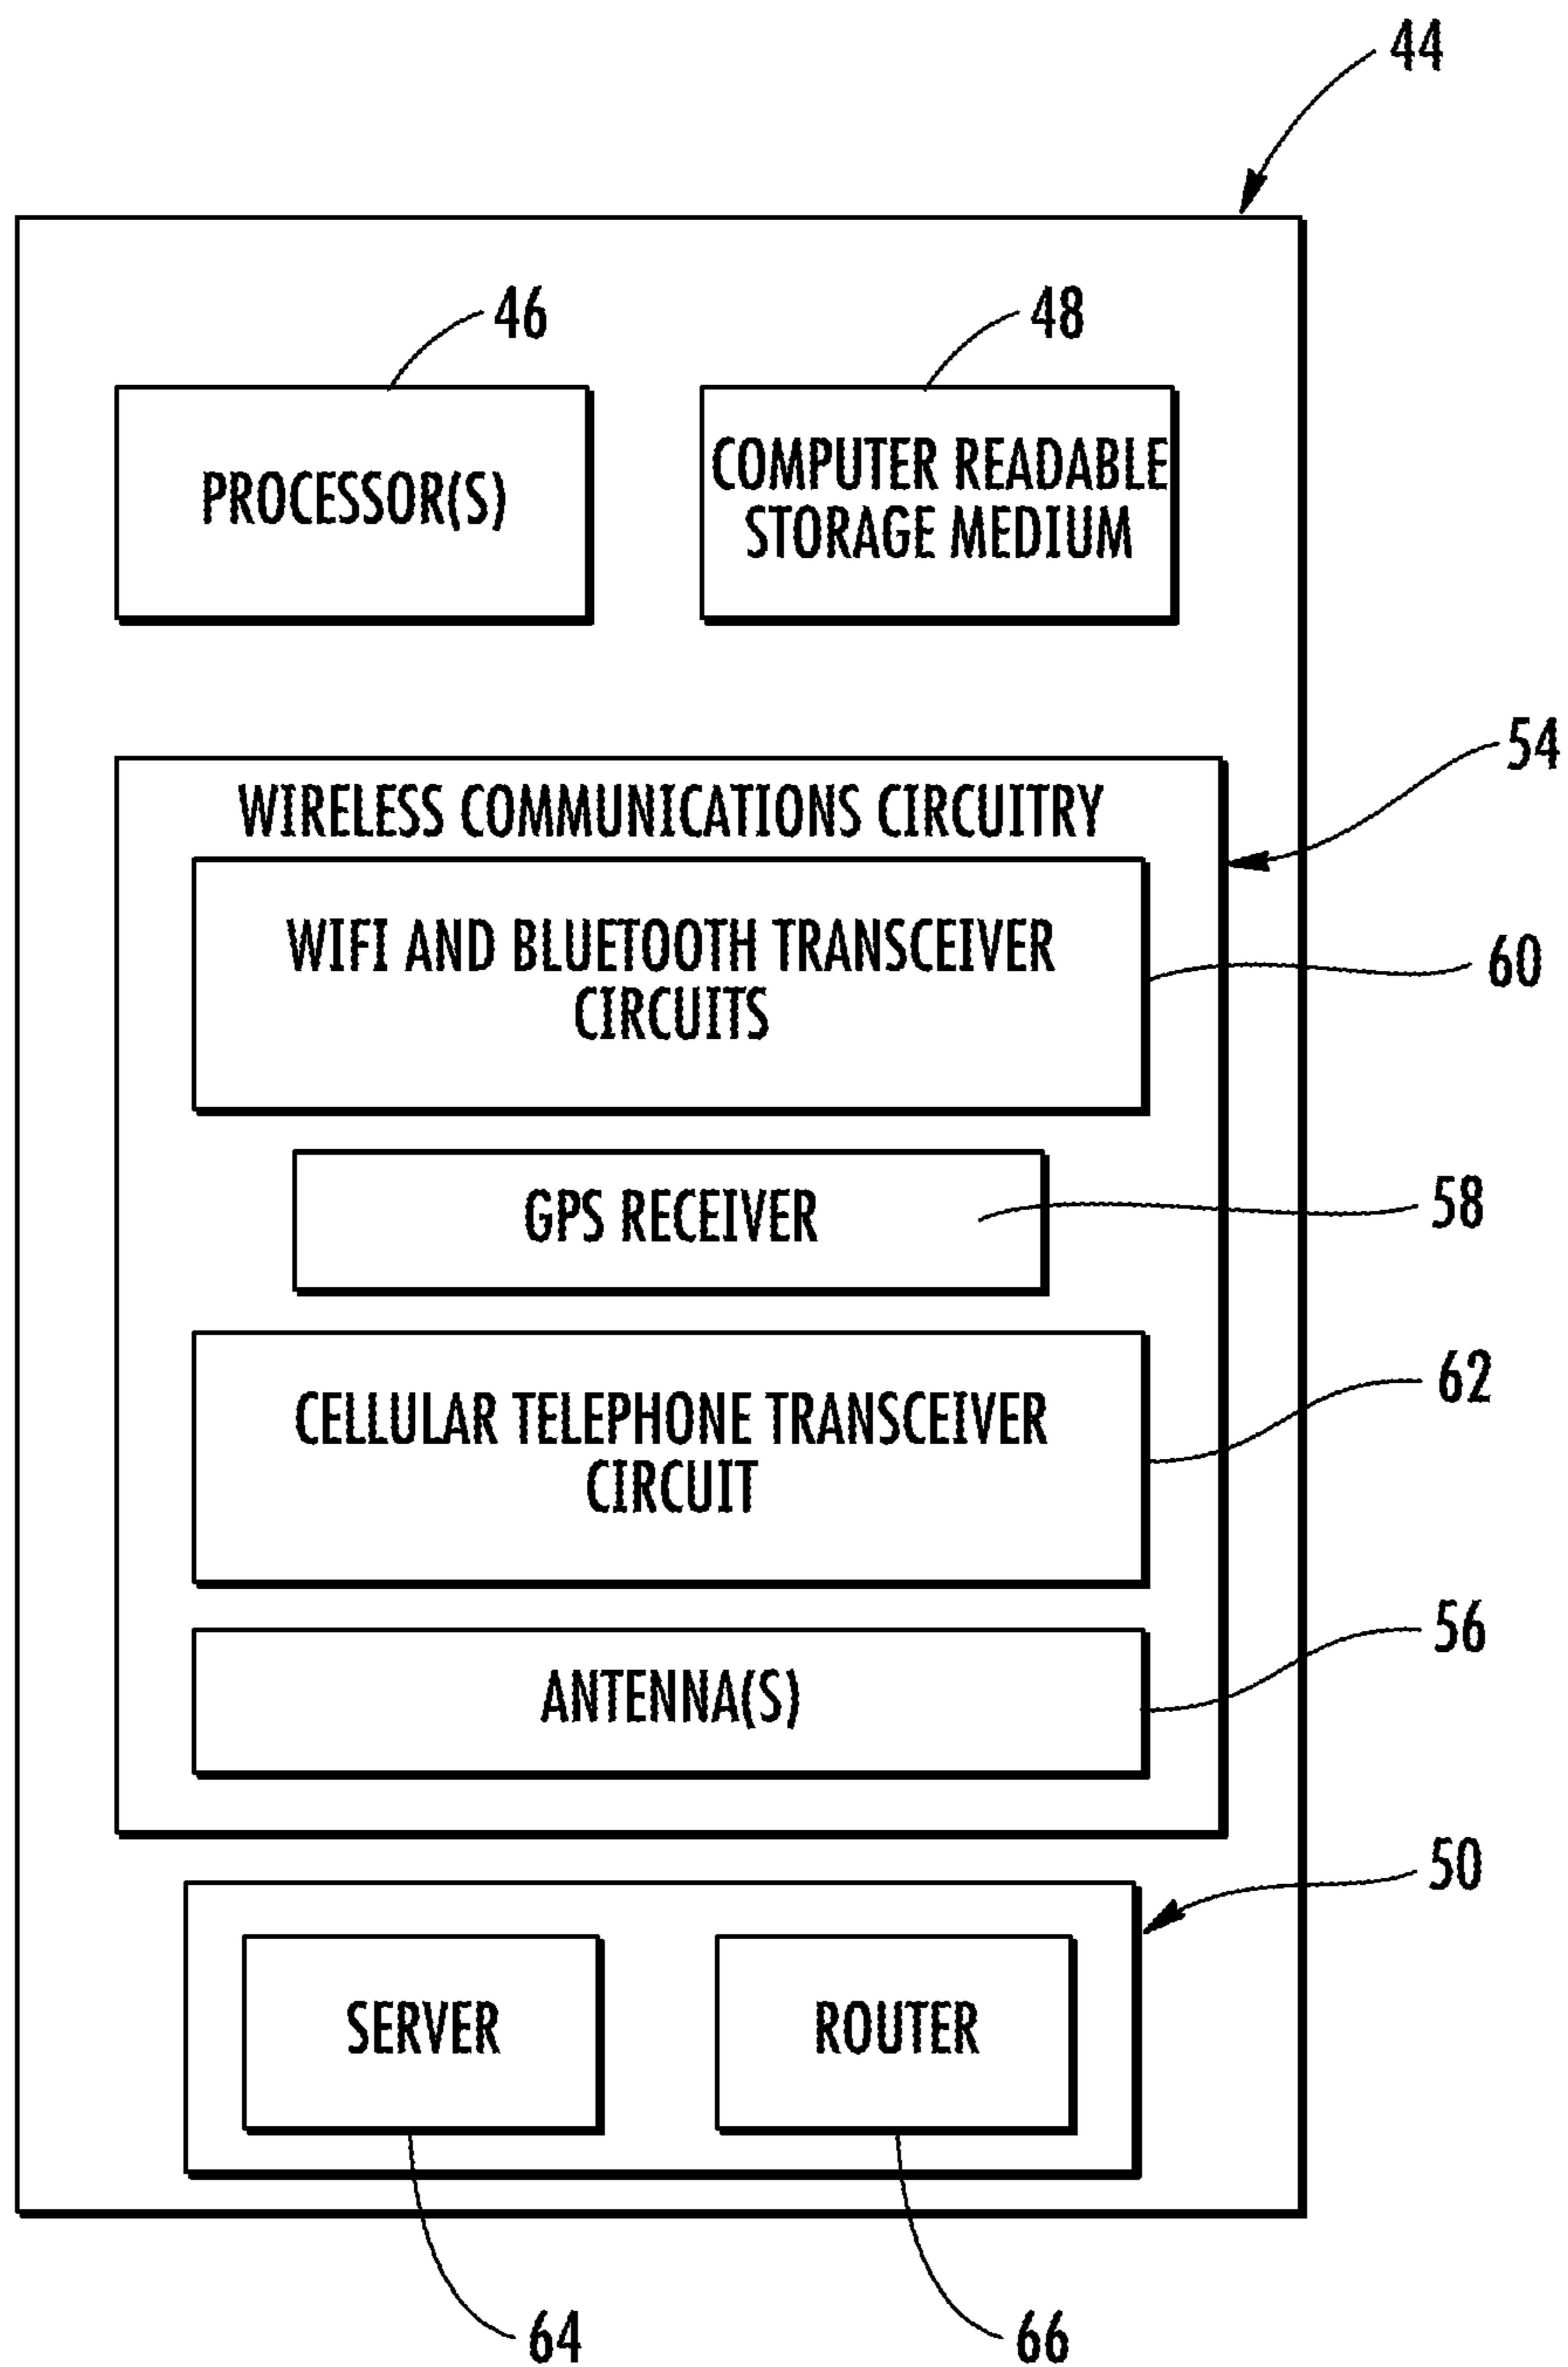 44
46
48
PROCESSOR(S)
COMPUTER READABLE
STORAGE MEDIUM
54
WIRELESS COMMUNICATIONS CIRCUITRY
WIFI AND BLUETOOTH TRANSCEIVER
CIRCUITS
60
GPS RECEIVER
58
CELLULAR TELEPHONE TRANSCEIVER
CIRCUIT
62
ANTENNA(S)
56
50
SERVER
ROUTER
64
66